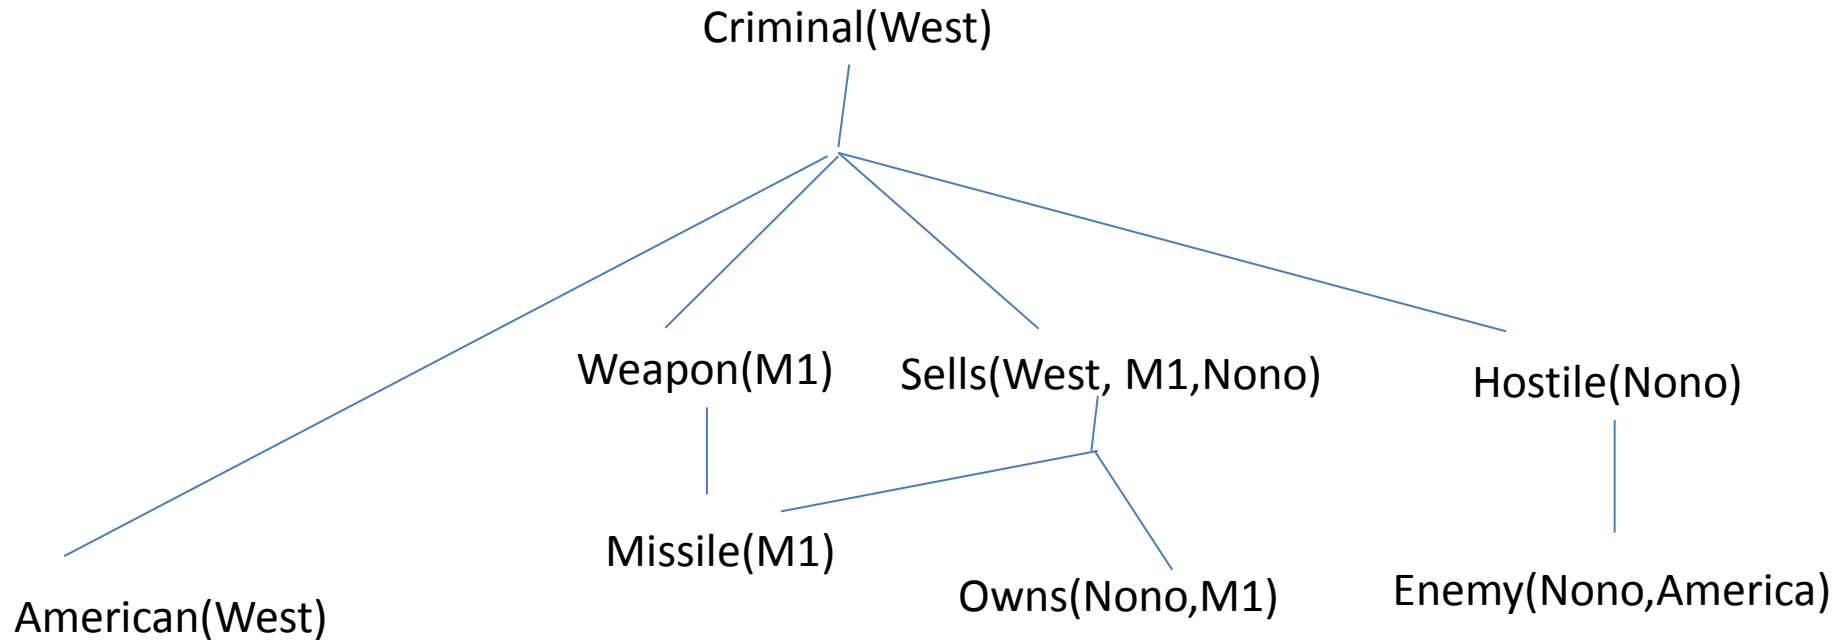 Criminal(West)
Weapon(M1)
Sells(West, M1,Nono)
Hostile(Nono)
Missile(M1)
Owns(Nono,M1)
Enemy(Nono,America)
American(West)